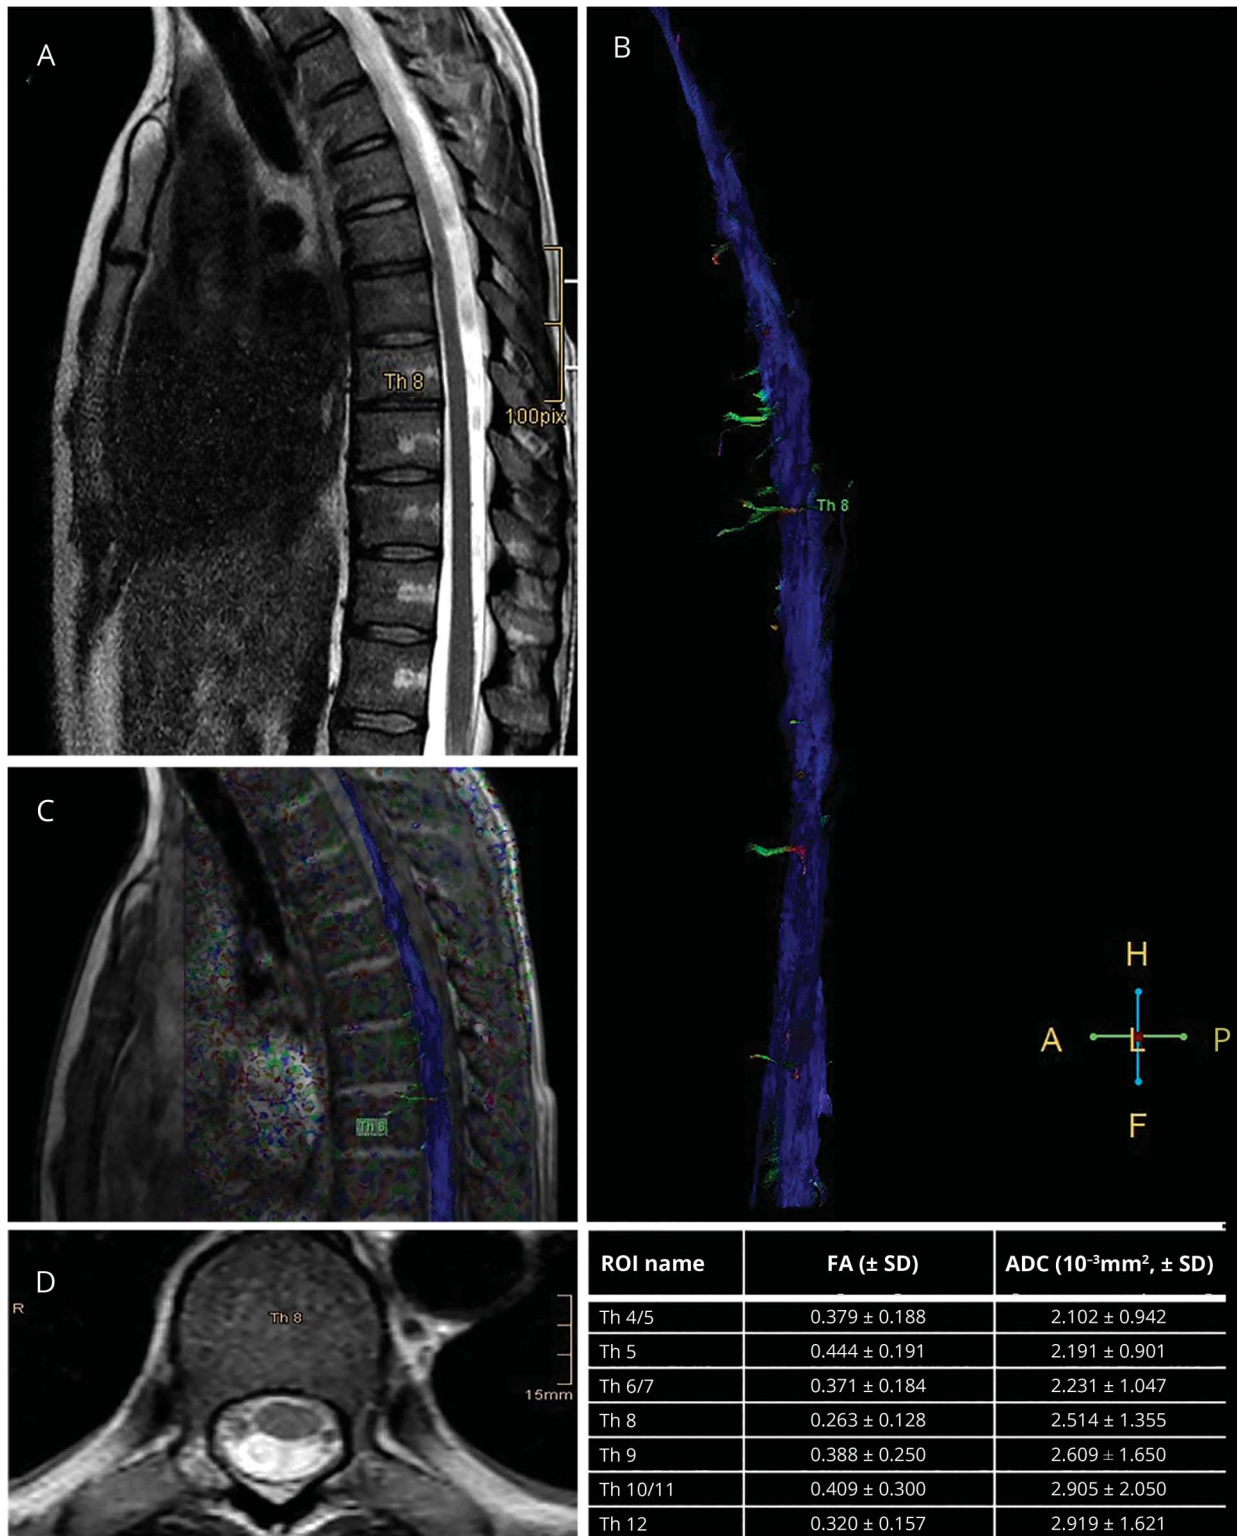 A
Th 8
100pix
B
Th 8
H
A L P
F
C
Th 8
D
R
Th 8
15mm
ROI name FA (± SD) ADC (10⁻³mm², ± SD)
Th 4/5 0.379 ± 0.188 2.102 ± 0.942
Th 5 0.444 ± 0.191 2.191 ± 0.901
Th 6/7 0.371 ± 0.184 2.231 ± 1.047
Th 8 0.263 ± 0.128 2.514 ± 1.355
Th 9 0.388 ± 0.250 2.609 ± 1.650
Th 10/11 0.409 ± 0.300 2.905 ± 2.050
Th 12 0.320 ± 0.157 2.919 ± 1.621